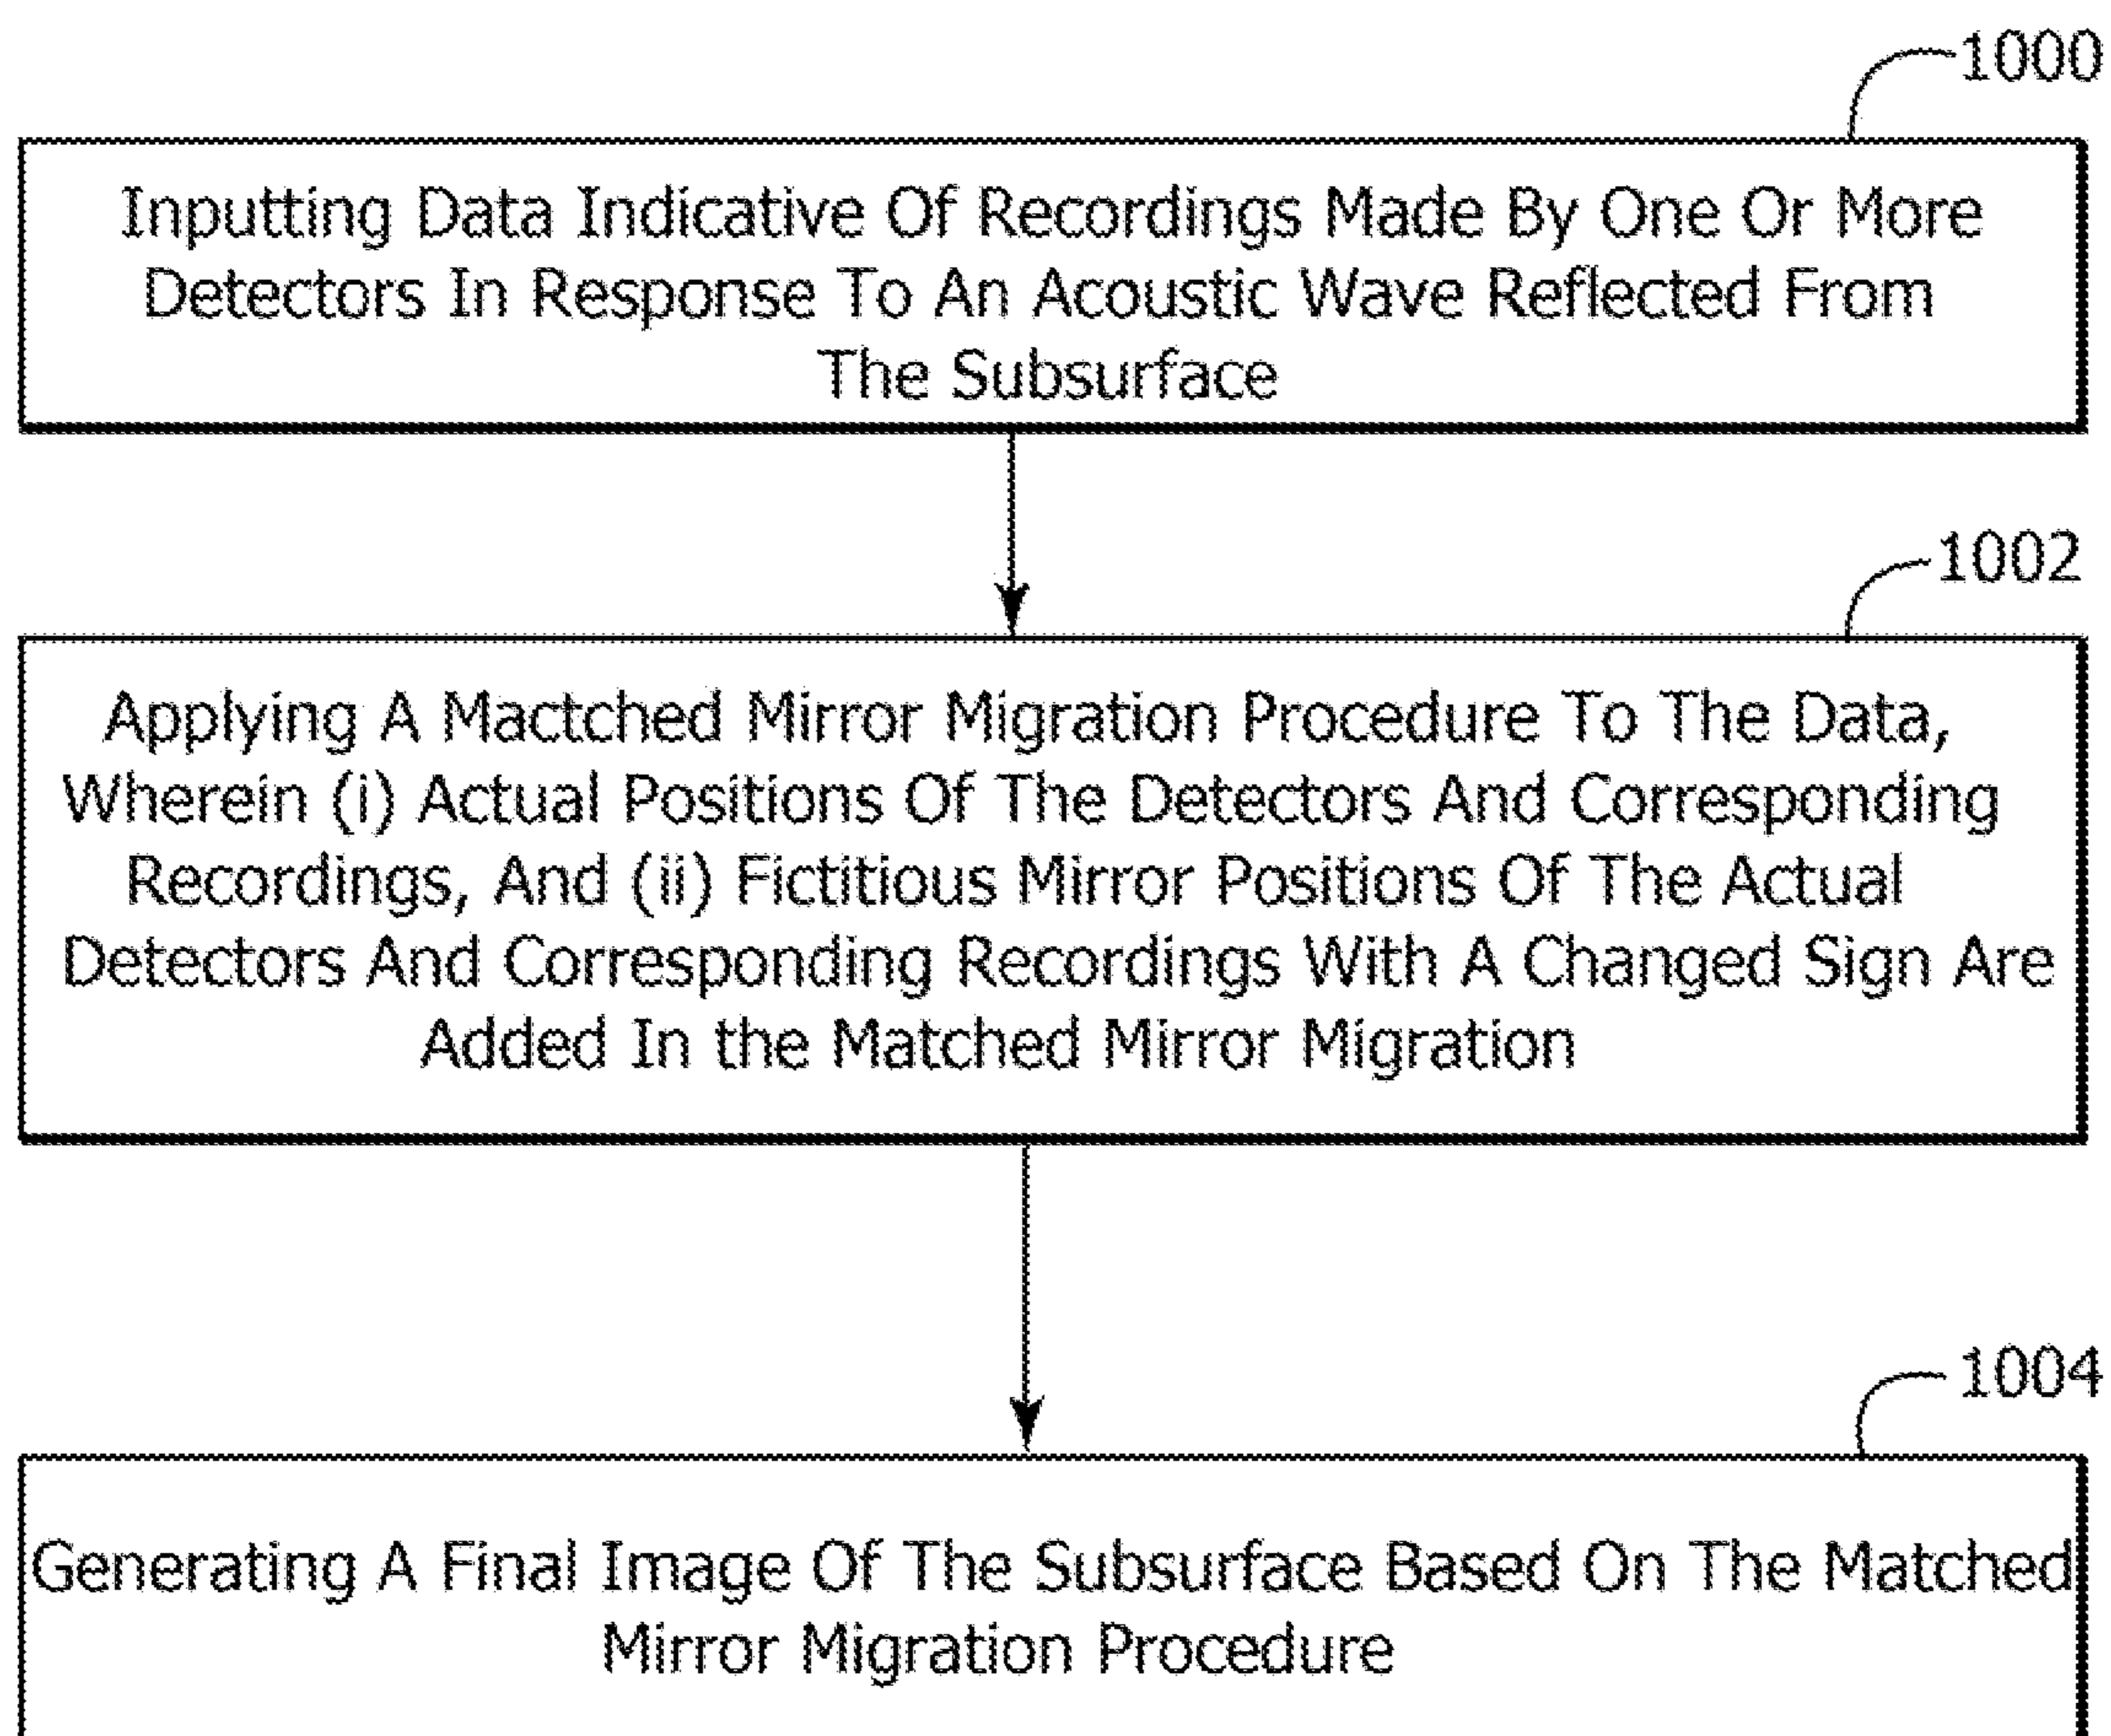 1000
Inputting Data Indicative Of Recordings Made By One Or More
Detectors In Response To An Acoustic Wave Reflected From
The Subsurface
1002
Applying A Mactched Mirror Migration Procedure To The Data,
Wherein (i) Actual Positions Of The Detectors And Corresponding
Recordings, And (ii) Fictitious Mirror Positions Of The Actual
Detectors And Corresponding Recordings With A Changed Sign Are
Added In the Matched Mirror Migration
1004
Generating A Final Image Of The Subsurface Based On The Matched
Mirror Migration Procedure